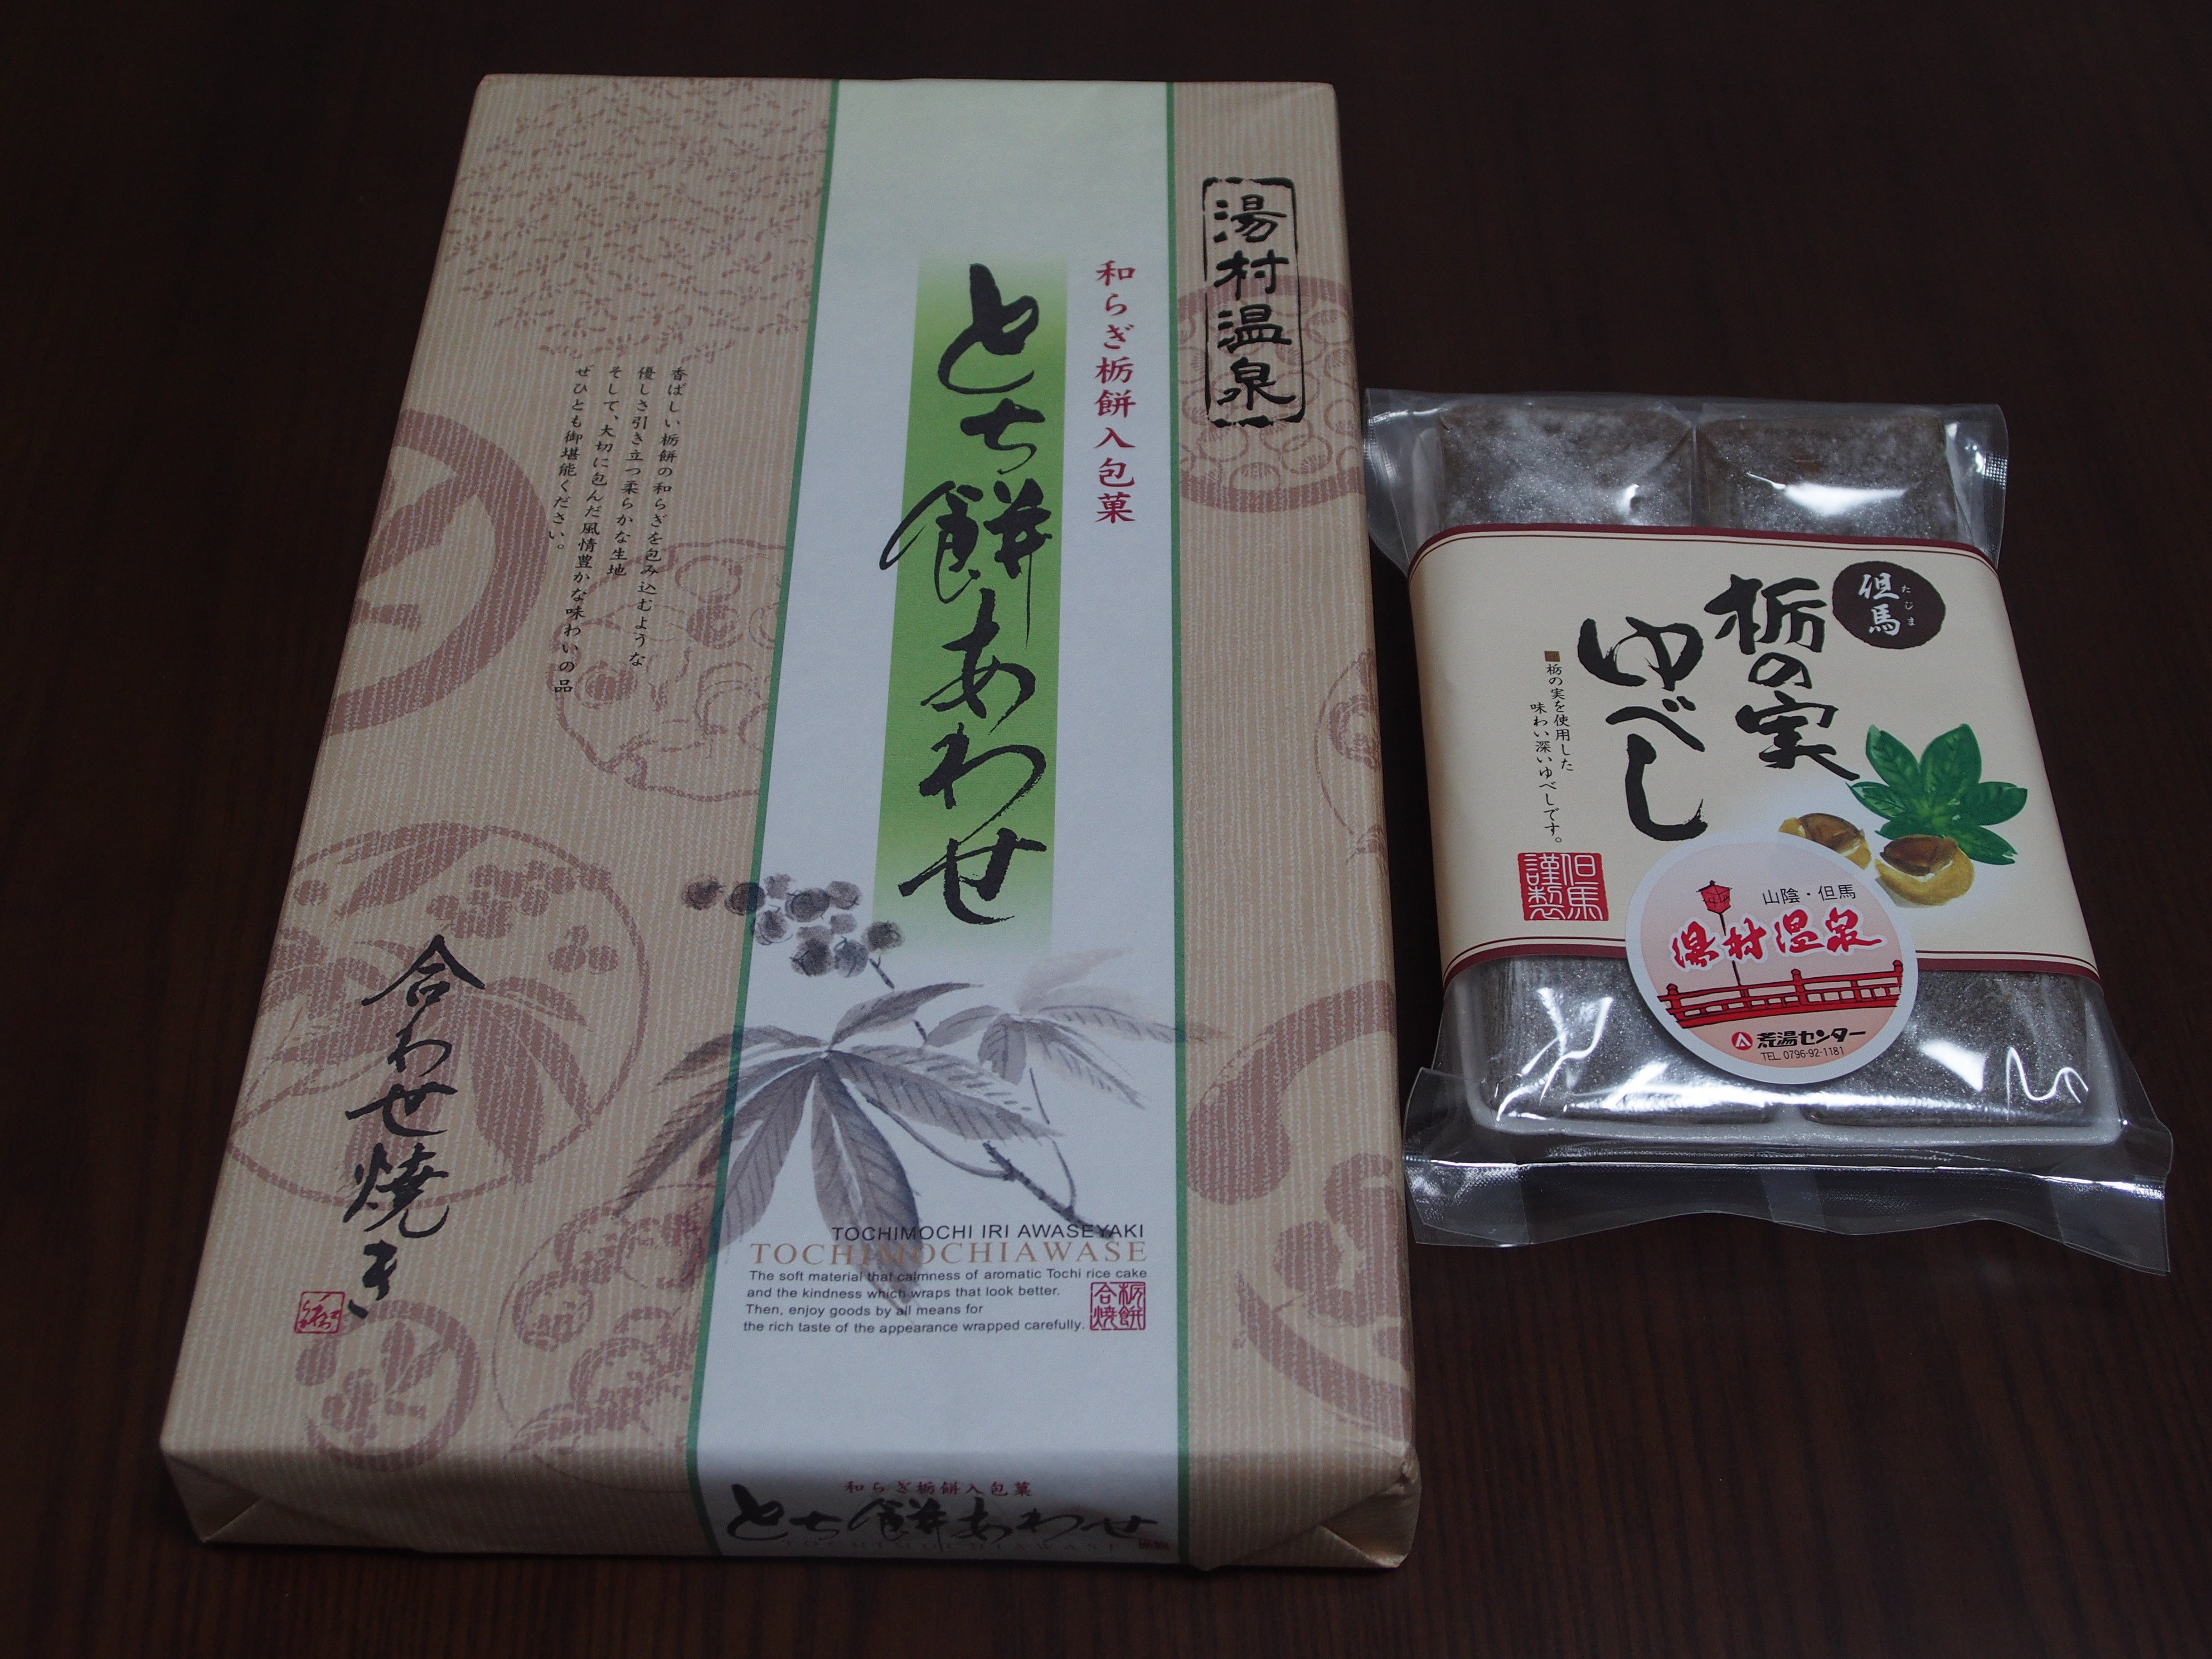 湯村温泉
和らぎ栃餅入包菓
とち餅あわせ
香ばしい栃餅の和らぎを包み込むような
優しさ引き立つ柔らかな生地
そして、大切に包んだ風情豊かな味わいの品
ぜひとも御堪能ください。
合わせ焼き
TOCHIMOCHI IRI AWASEYAKI
TOCHIMOCHIAWASE
The soft material that calmness of aromatic Tochi rice cake
and the kindness which wraps that look better.
Then, enjoy goods by all means for
the rich taste of the appearance wrapped carefully.
栃餅
合焼
和らぎ栃餅入包菓
とち餅あわせ
TOCHIMOCHIAWASE
但馬
たじま
栃の実
ゆべし
■栃の実を使用した
味わい深いゆべしです。
但馬
謹製
山陰・但馬
湯村温泉
荒湯センター
TEL 0796-92-1181